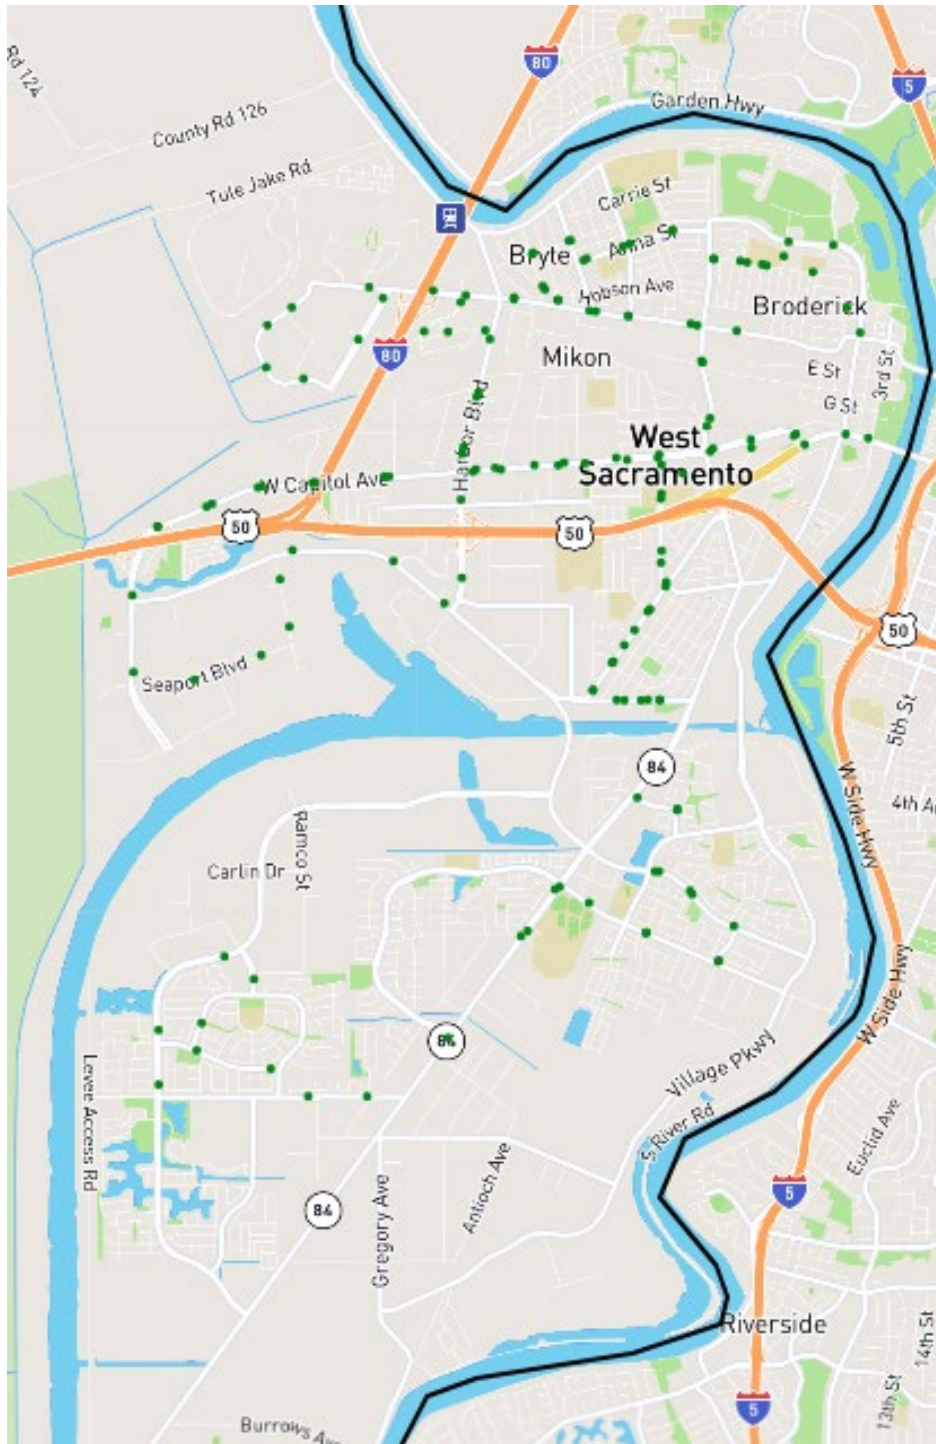 Rd 124
80
5
Garden Hwy
County Rd 126
Tule Jake Rd
Carrie St
Anna St
Bryte
Hobson Ave
Broderick
80
Mikon
E St
3rd St
G St
Harbor Blvd
West
Sacramento
W Capitol Ave
50
50
50
Seaport Blvd
5th St
84
W Side Hwy
4th A
Ramco St
Carlin Dr
W Side Hwy
84
Village Pkwy
Levee Access Rd
S River Rd
Euclid Ave
Antioch Ave
5
84
Gregory Ave
Riverside
14th St
13th St
5
Burrows Av